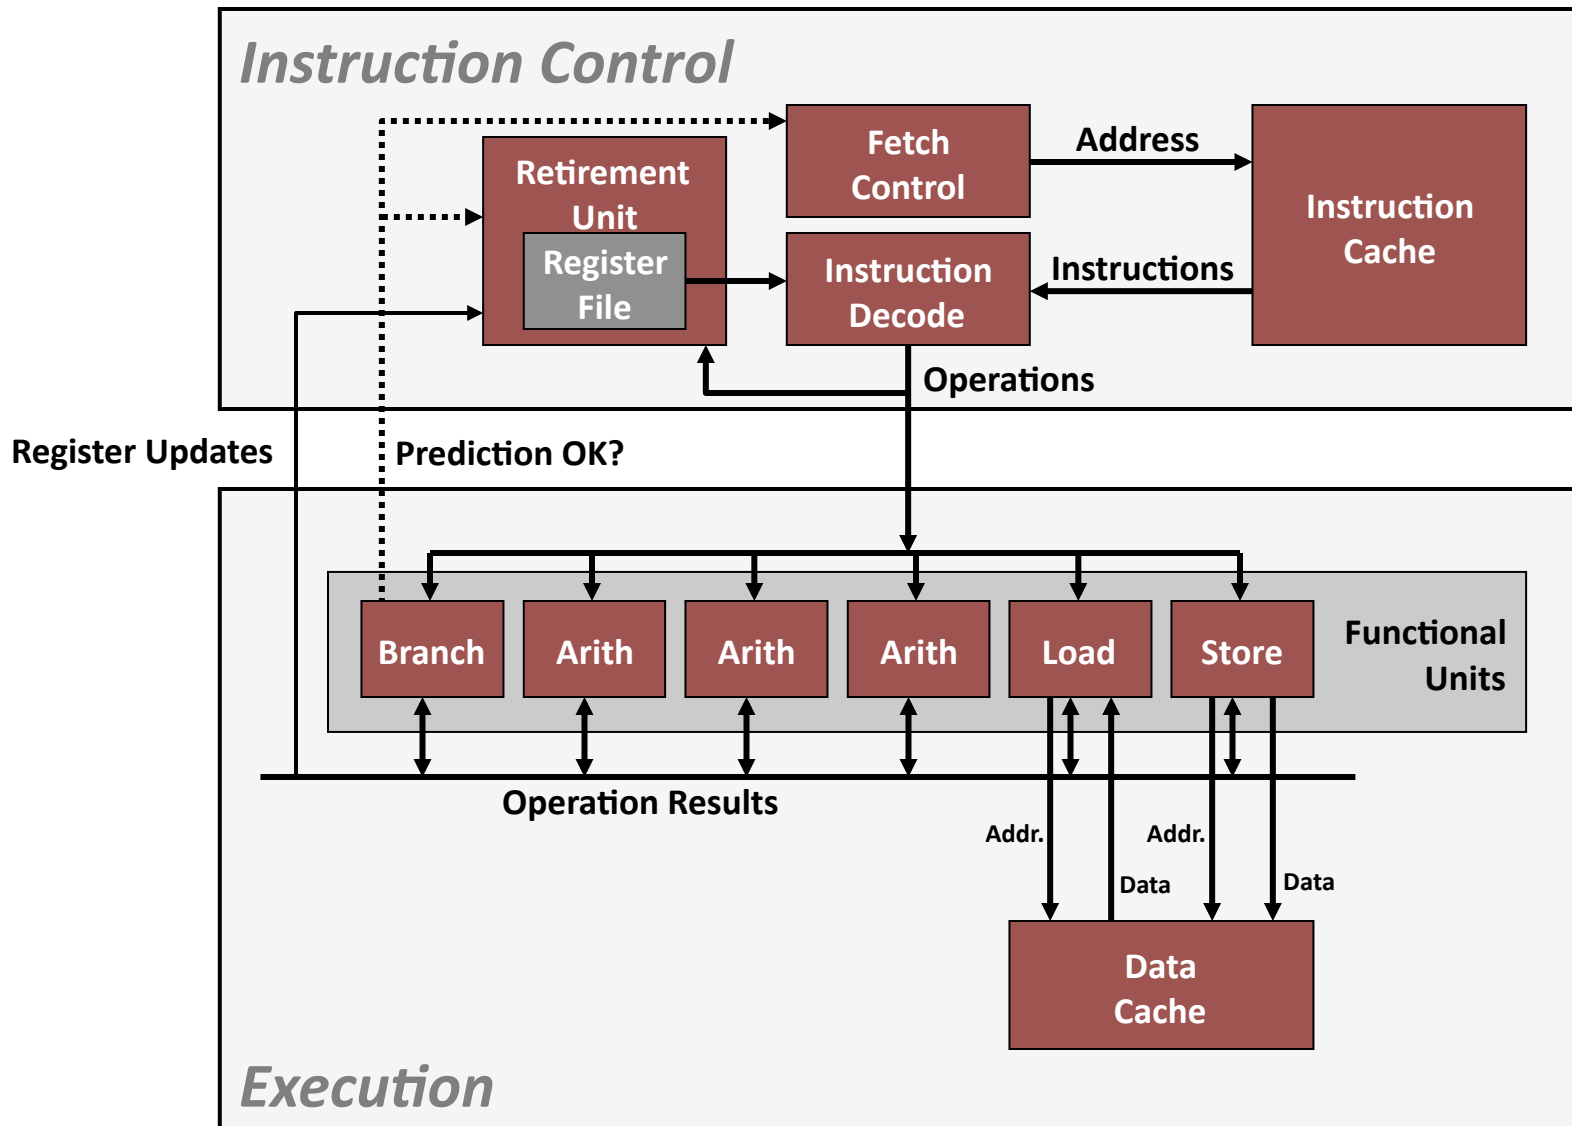 Instruction Control
Retirement
Unit
Register
File
Fetch
Control
Address
Instruction
Cache
Instruction
Decode
Instructions
Operations
Register Updates
Prediction OK?
Branch
Arith
Arith
Arith
Load
Store
Functional
Units
Operation Results
Addr.
Addr.
Data
Data
Data
Cache
Execution